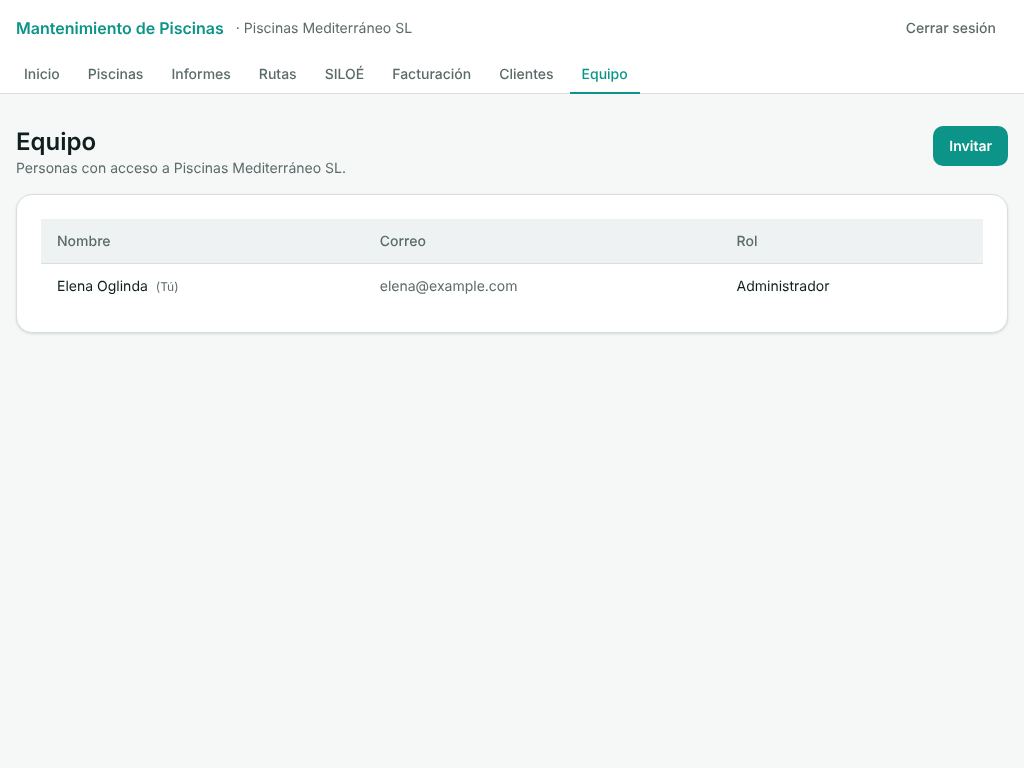 Mantenimiento de Piscinas · Piscinas Mediterráneo SL Cerrar sesión
Inicio Piscinas Informes Rutas SILOÉ Facturación Clientes Equipo
Equipo
Invitar
Personas con acceso a Piscinas Mediterráneo SL.
Nombre Correo Rol
Elena Oglinda (Tú) elena@example.com Administrador